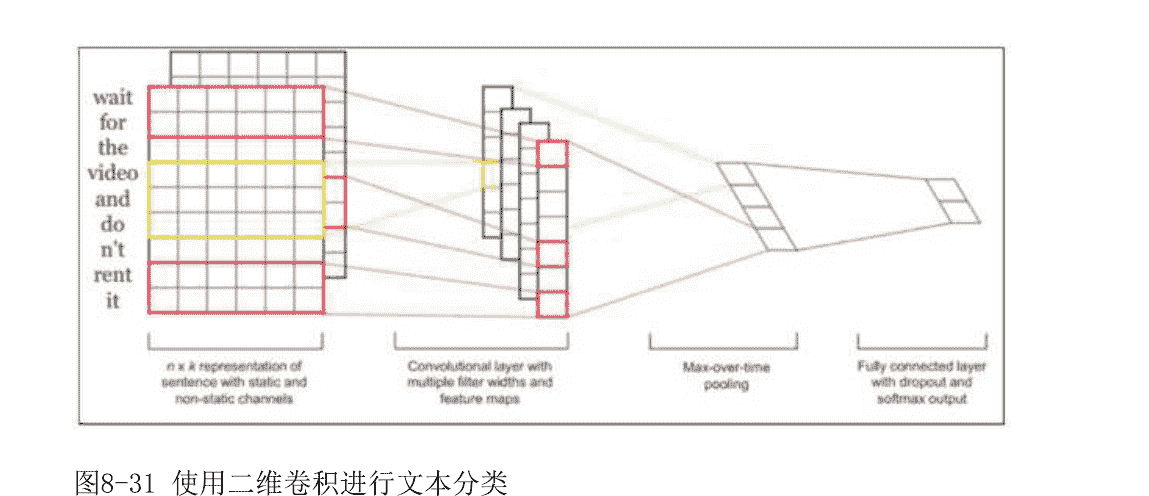 wait
for
the
video
and
do
n't
rent
it
n x k representation of
sentence with static and
non-static channels
Convolutional layer with
multiple filter widths and
feature maps
Max-over-time
pooling
Fully connected layer
with dropout and
softmax output
图8-31 使用二维卷积进行文本分类